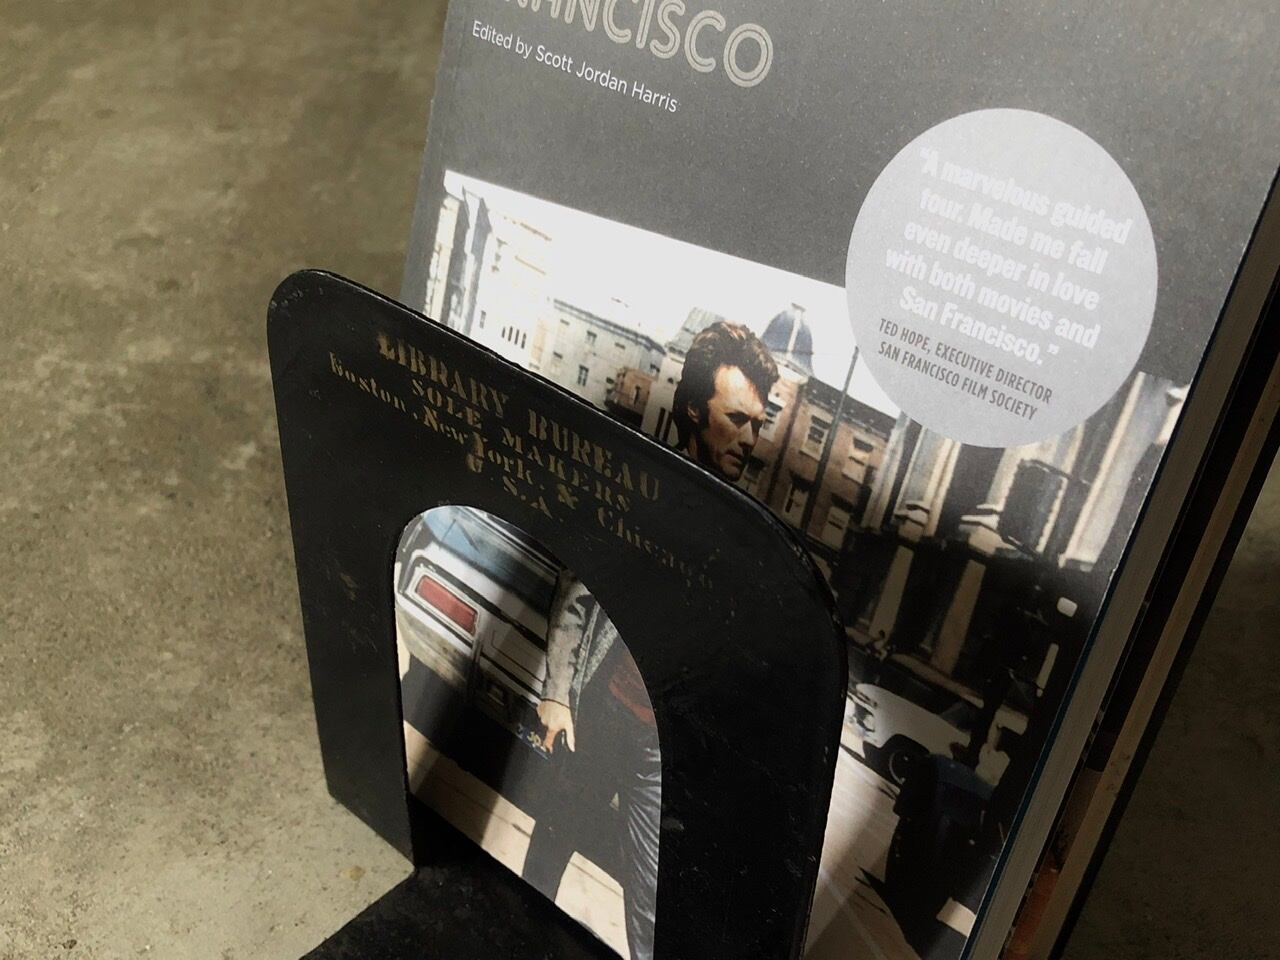 FRANCISCO
Edited by Scott Jordan Harris
"A marvelous guided
tour. Made me fall
even deeper in love
with both movies and
San Francisco."
TED HOPE, EXECUTIVE DIRECTOR
SAN FRANCISCO FILM SOCIETY
LIBRARY BUREAU
SOLE MAKERS
Boston, New York, & Chicago
U.S.A.